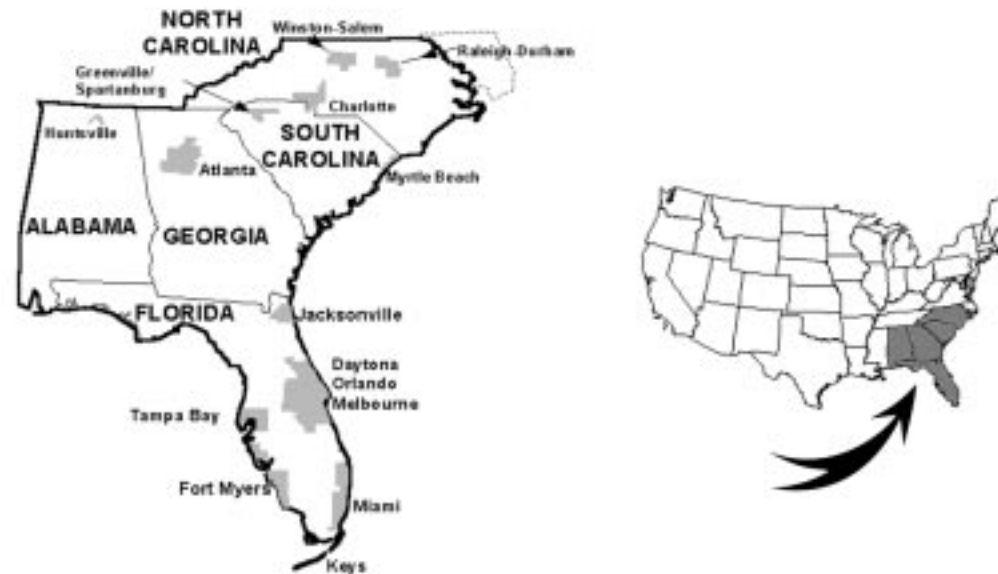 NORTH
CAROLINA
Winston-Salem
Raleigh-Durham
Greenville/
Spartanburg
Charlotte
Huntsville
SOUTH
CAROLINA
Atlanta
Myrtle Beach
ALABAMA
GEORGIA
FLORIDA
Jacksonville
Daytona
Orlando
Melbourne
Tampa Bay
Fort Myers
Miami
Keys